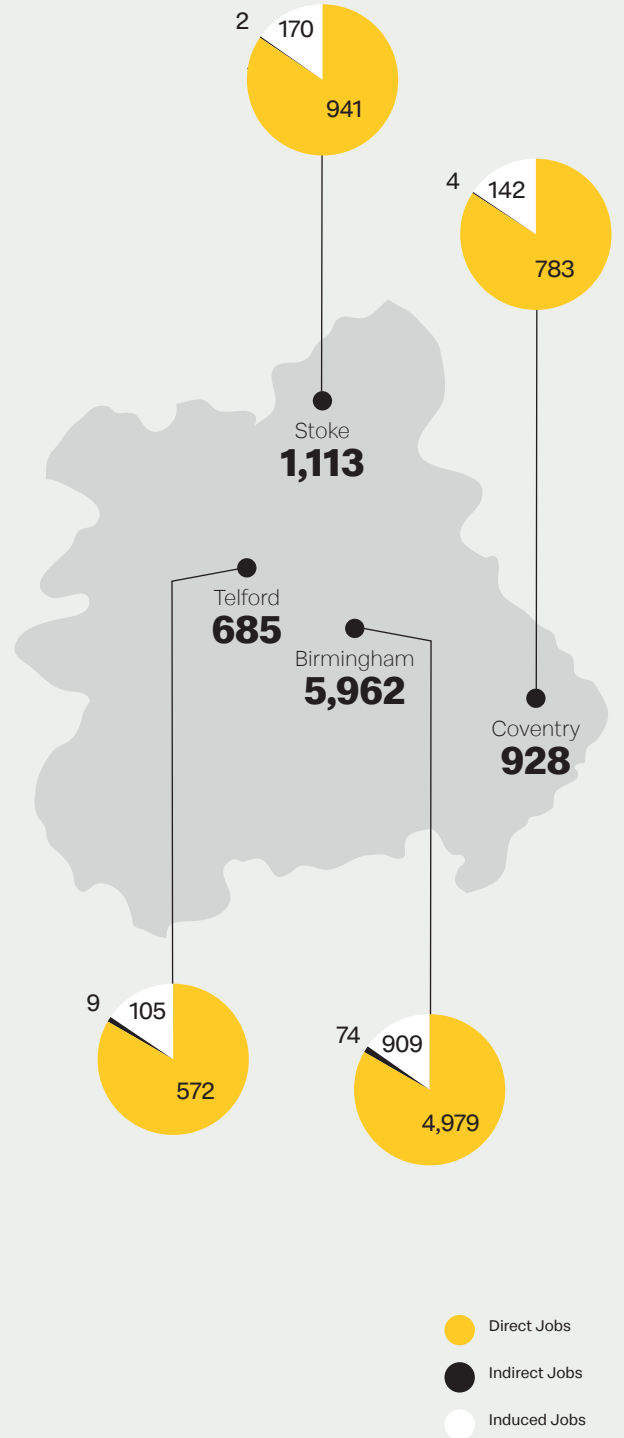 2
170
941
4
142
783
Stoke
1,113
Telford
685
Birmingham
5,962
Coventry
928
9
105
572
74
909
4,979
Direct Jobs
Indirect Jobs
Induced Jobs